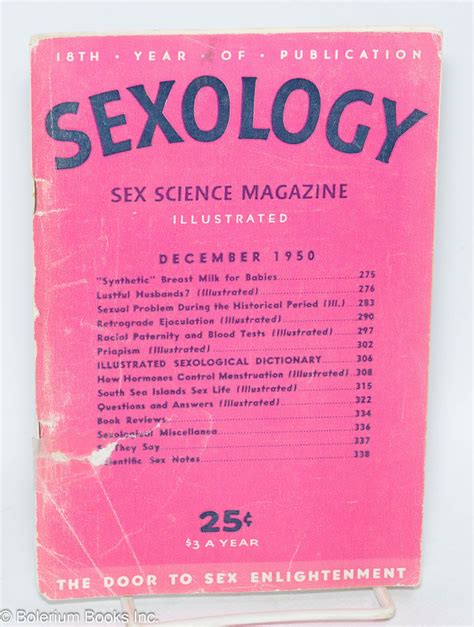 18TH · YEAR · OF · PUBLICATION
SEXOLOGY
SEX SCIENCE MAGAZINE
ILLUSTRATED
DECEMBER 1950
"Synthetic" Breast Milk for Babies 275
Lustful Husbands? (Illustrated) 276
Sexual Problem During the Historical Period (Ill.) 283
Retrograde Ejaculation (Illustrated) 290
Racial Paternity and Blood Tests (Illustrated) 297
Priapism (Illustrated) 302
ILLUSTRATED SEXOLOGICAL DICTIONARY 306
How Hormones Control Menstruation (Illustrated) 308
South Sea Islands Sex Life (Illustrated) 315
Questions and Answers (Illustrated) 322
Book Reviews 334
Sexological Miscellanea 336
They Say 337
Scientific Sex Notes 338
25¢
$3 A YEAR
THE DOOR TO SEX ENLIGHTENMENT
© Bolerium Books Inc.